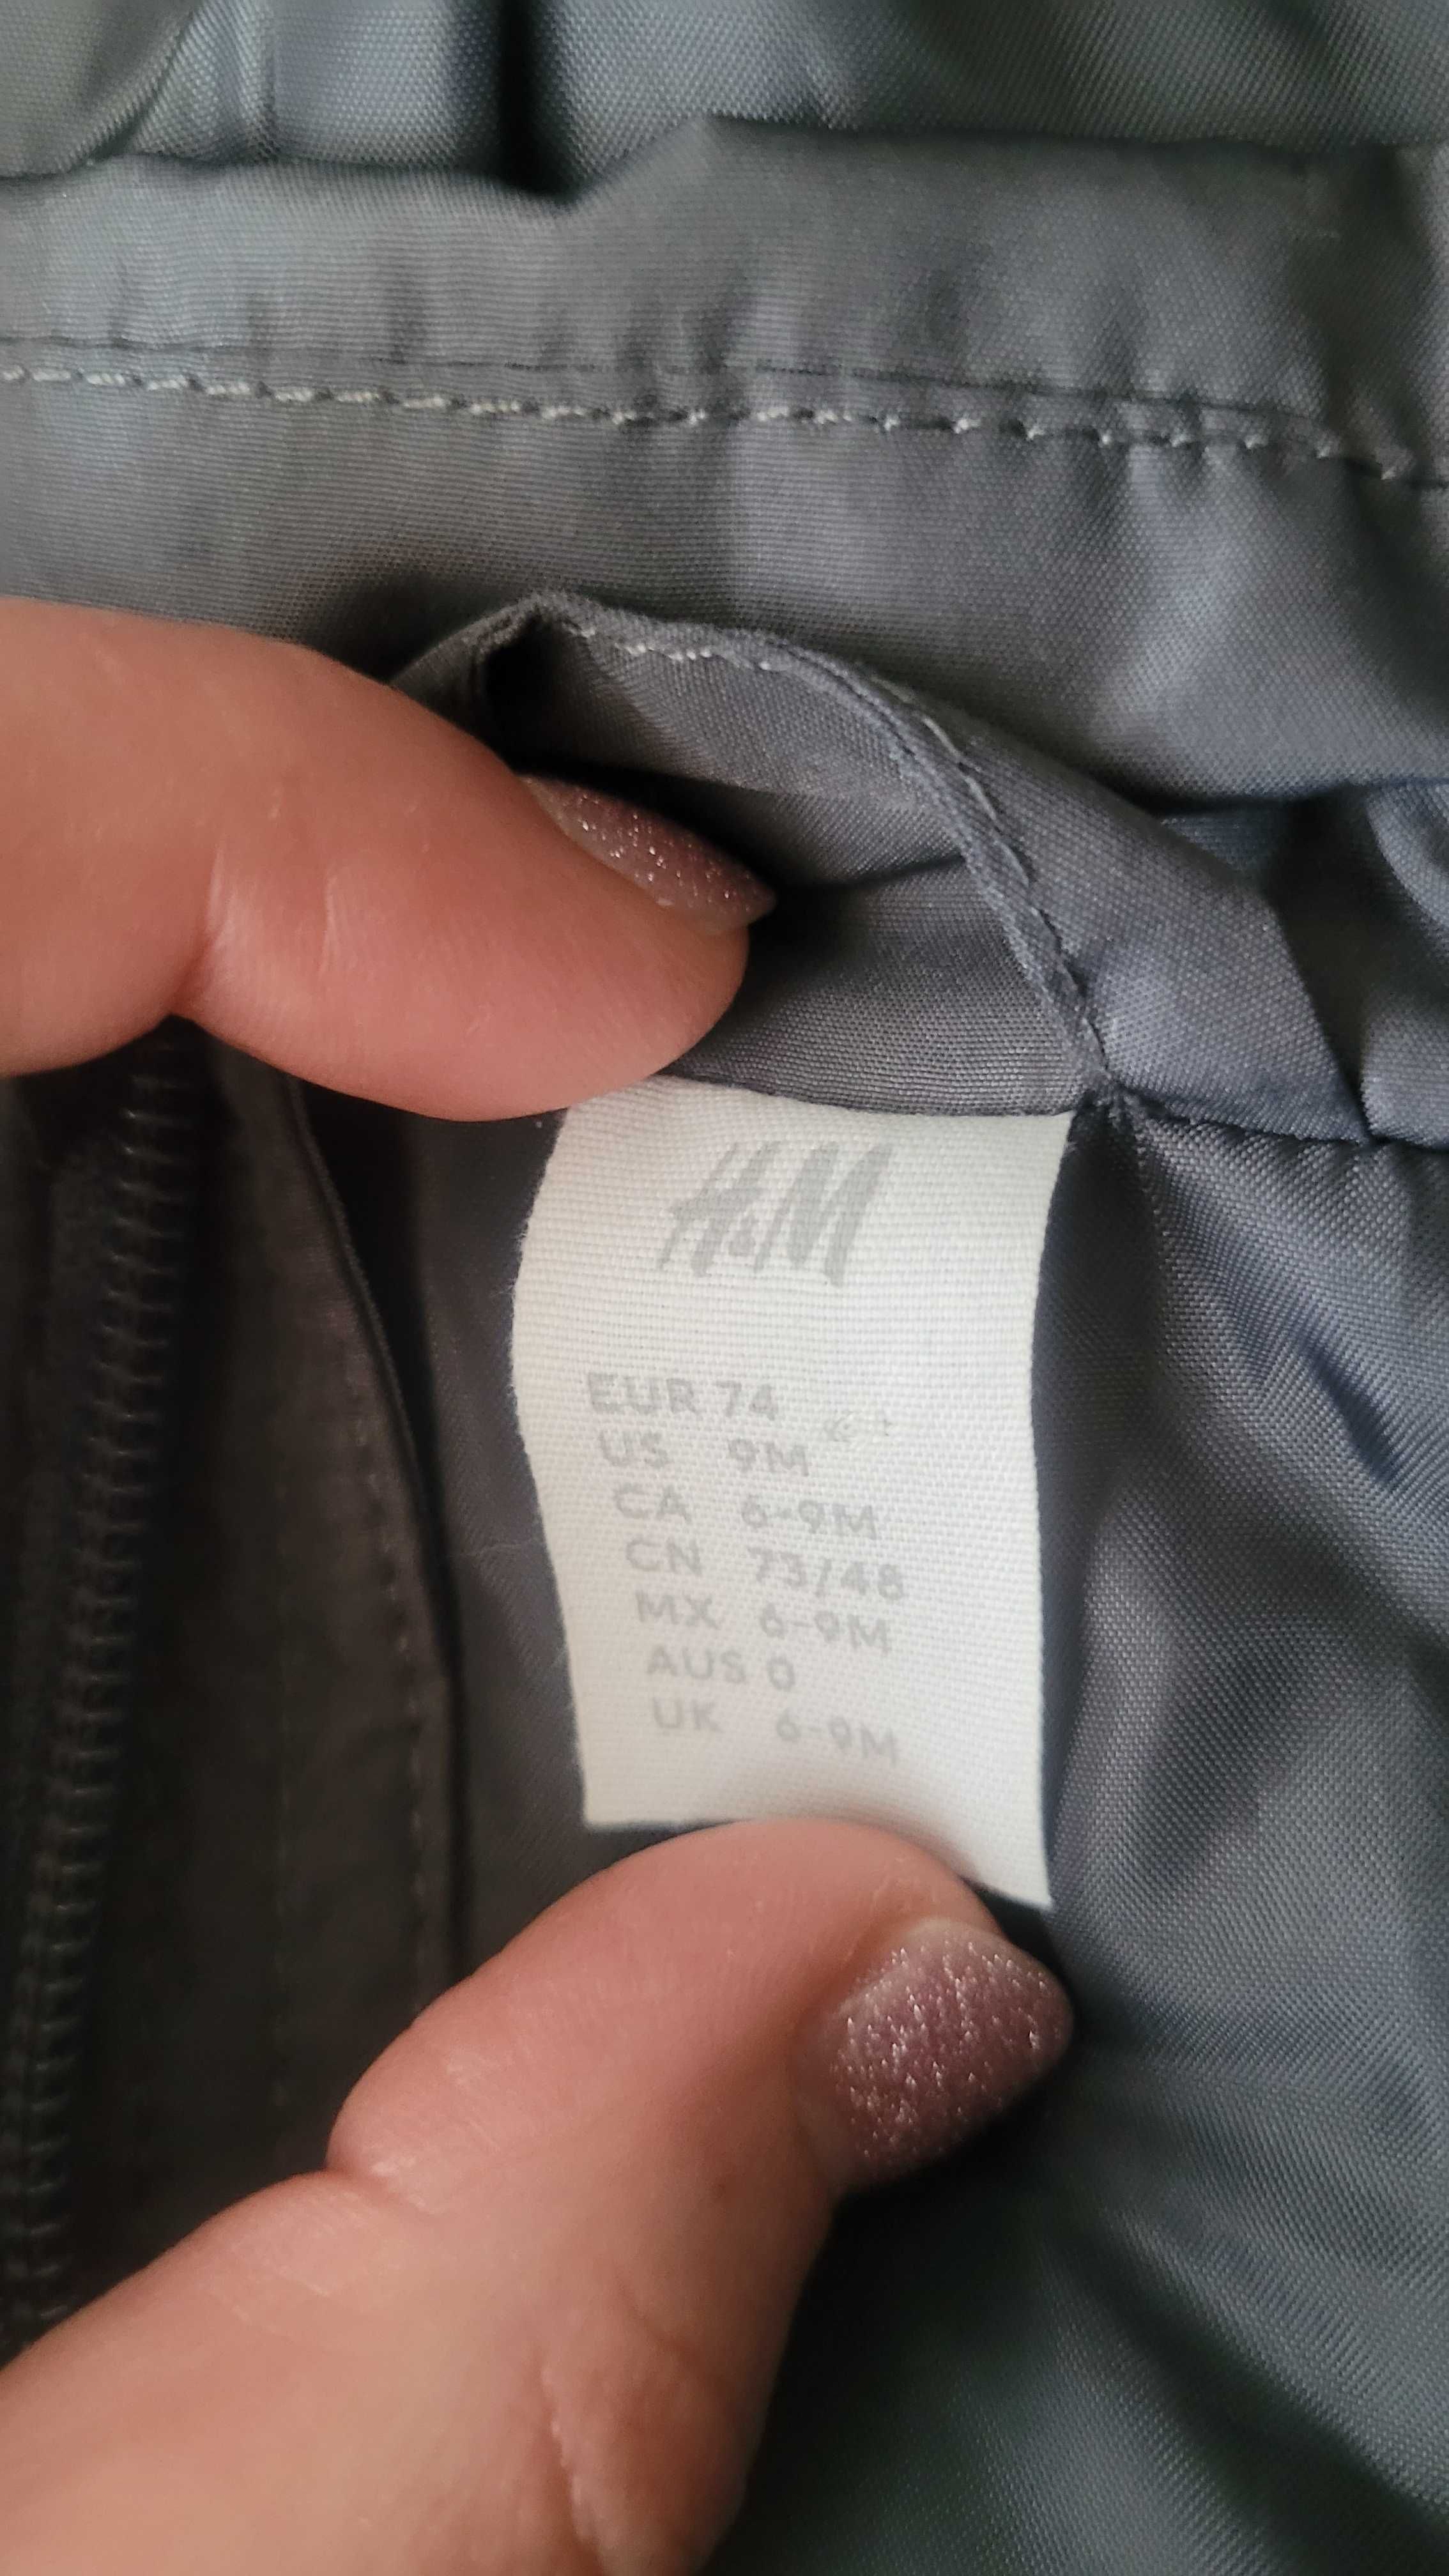 H&M
EUR 74
US 9M
CA 6-9M
CN 73/48
MX 6-9M
AUS 0
UK 6-9M